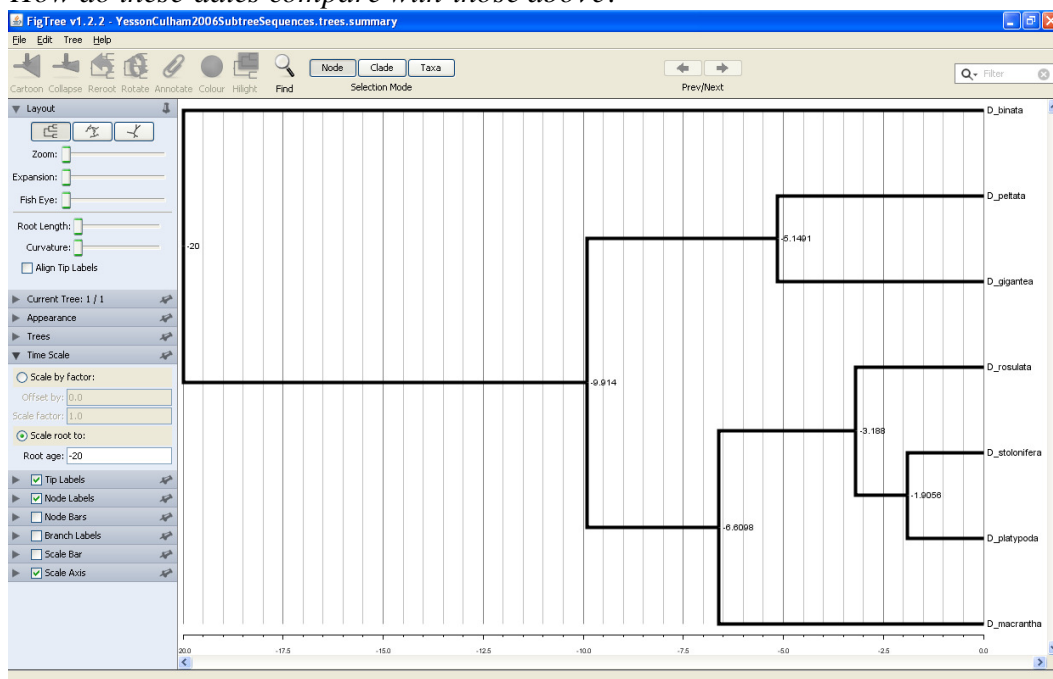 How do these dates compare with those above?
FigTree v1.2.2 - YessonCulham2006SubtreeSequences.trees.summary
File Edit Tree Help
Cartoon Collapse Reroot Rotate Annotate Colour Hilight Find
Node Clade Taxa
Selection Mode
Prev/Next
Filter
Layout
Zoom:
Expansion:
Fish Eye:
Root Length:
Curvature:
Align Tip Labels
Current Tree: 1 / 1
Appearance
Trees
Time Scale
Scale by factor:
Offset by: 0.0
Scale factor: 1.0
Scale root to:
Root age: -20
Tip Labels
Node Labels
Node Bars
Branch Labels
Scale Bar
Scale Axis
D_binata
D_peltata
-5.1491
-20
D_gigantea
D_rosulata
-9.914
-3.188
D_stolonifera
-1.9056
-6.6098
D_platypoda
D_macrantha
20.0 -17.5 -15.0 -12.5 -10.0 -7.5 -5.0 -2.5 0.0